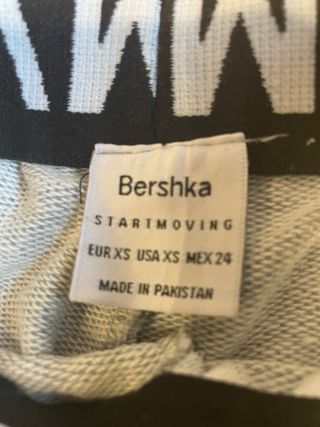 Bershka
STARTMOVING
EUR XS USA XS MEX 24
MADE IN PAKISTAN